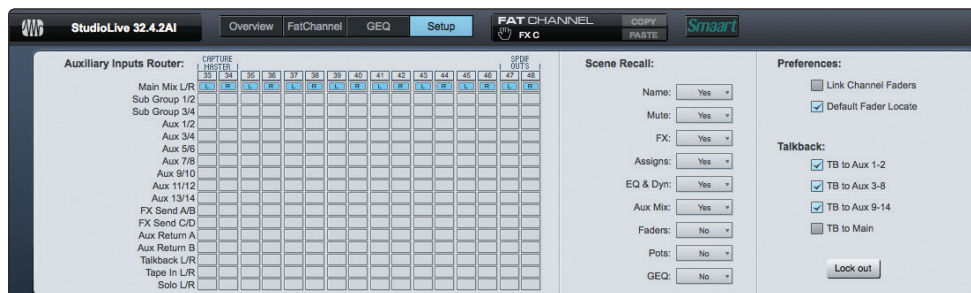 StudioLive 32.4.2AI
Overview FatChannel GEQ Setup
FAT CHANNEL
FX C
COPY
PASTE
Smaart
Auxiliary Inputs Router:
CAPTURE
MASTER
SPDIF
OUTS
33 34 35 36 37 38 39 40 41 42 43 44 45 46 47 48
Main Mix L/R L R L R L R L R L R L R L R L R
Sub Group 1/2
Sub Group 3/4
Aux 1/2
Aux 3/4
Aux 5/6
Aux 7/8
Aux 9/10
Aux 11/12
Aux 13/14
FX Send A/B
FX Send C/D
Aux Return A
Aux Return B
Talkback L/R
Tape In L/R
Solo L/R
Scene Recall:
Name: Yes
Mute: Yes
FX: Yes
Assigns: Yes
EQ & Dyn: Yes
Aux Mix: Yes
Faders: No
Pots: No
GEQ: No
Preferences:
Link Channel Faders
Default Fader Locate
Talkback:
TB to Aux 1-2
TB to Aux 3-8
TB to Aux 9-14
TB to Main
Lock out